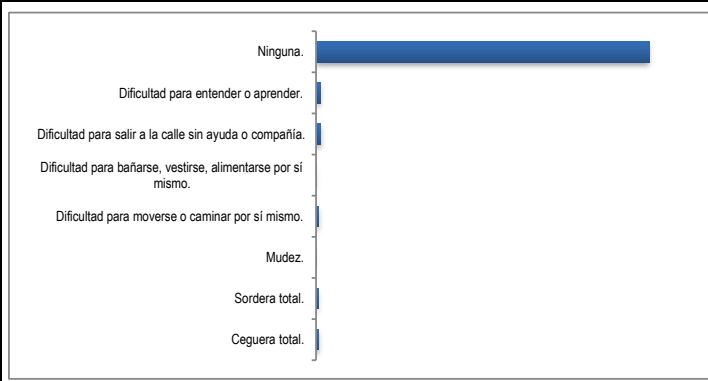 Ninguna.
Dificultad para entender o aprender.
Dificultad para salir a la calle sin ayuda o compañía.
Dificultad para bañarse, vestirse, alimentarse por sí
mismo.
Dificultad para moverse o caminar por sí mismo.
Mudez.
Sordera total.
Ceguera total.